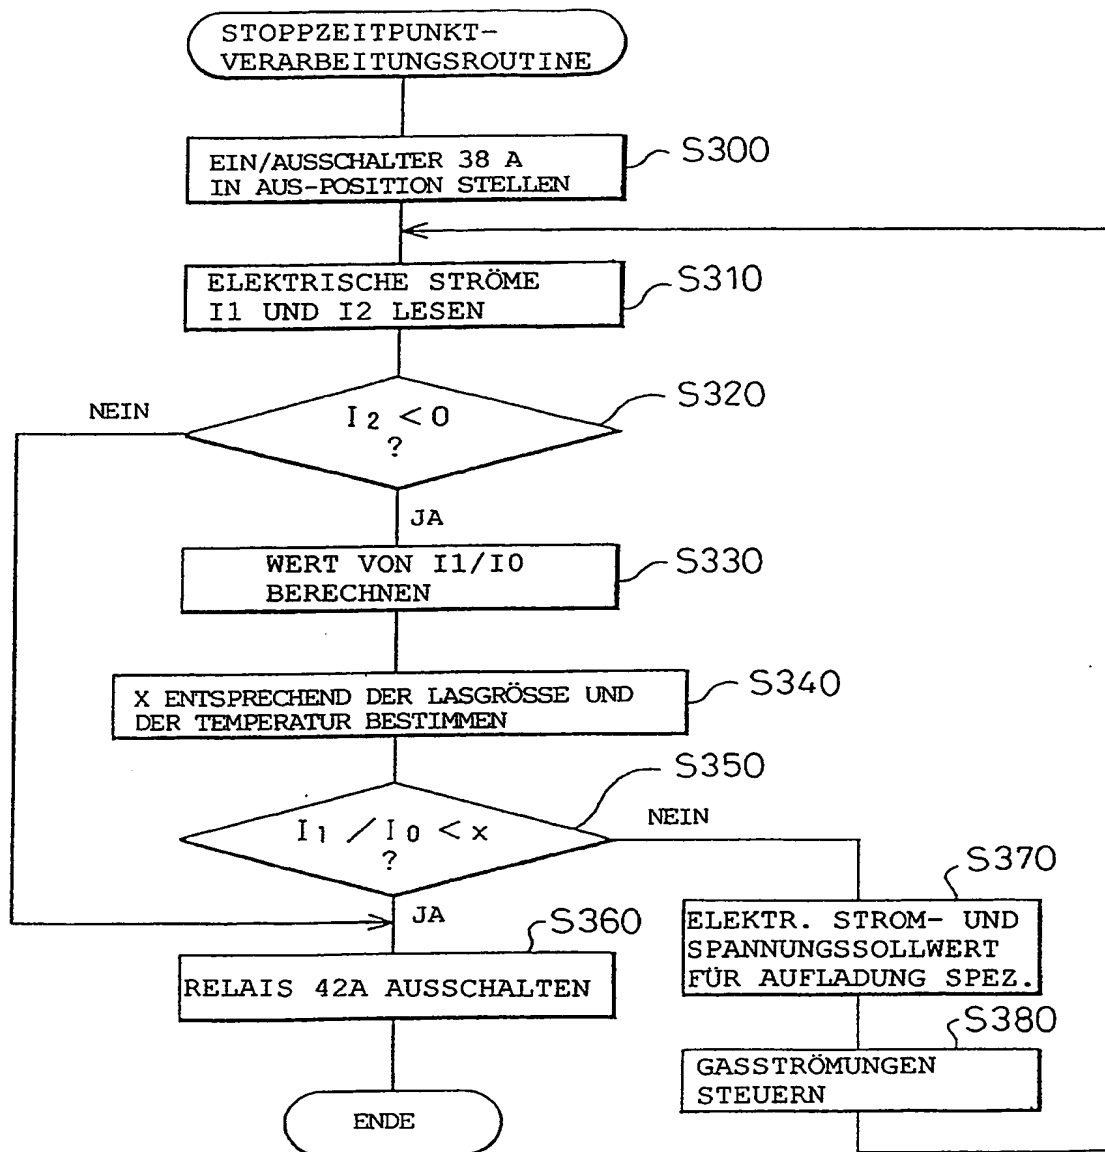 STOPPZEITPUNKT-
VERARBEITUNGSROUTINE
EIN/AUSSCHALTER 38 A
IN AUS-POSITION STELLEN
S300
ELEKTRISCHE STRÖME
I1 UND I2 LESEN
S310
I2 < 0
?
S320
NEIN
JA
WERT VON I1/I0
BERECHNEN
S330
X ENTSPRECHEND DER LASGRÖSSE UND
DER TEMPERATUR BESTIMMEN
S340
I1 / I0 < x
?
S350
NEIN
JA
RELAIS 42A AUSSCHALTEN
S360
ELEKTR. STROM- UND
SPANNUNGSSOLLWERT
FÜR AUFLADUNG SPEZ.
S370
GASSTRÖMUNGEN
STEUERN
S380
ENDE